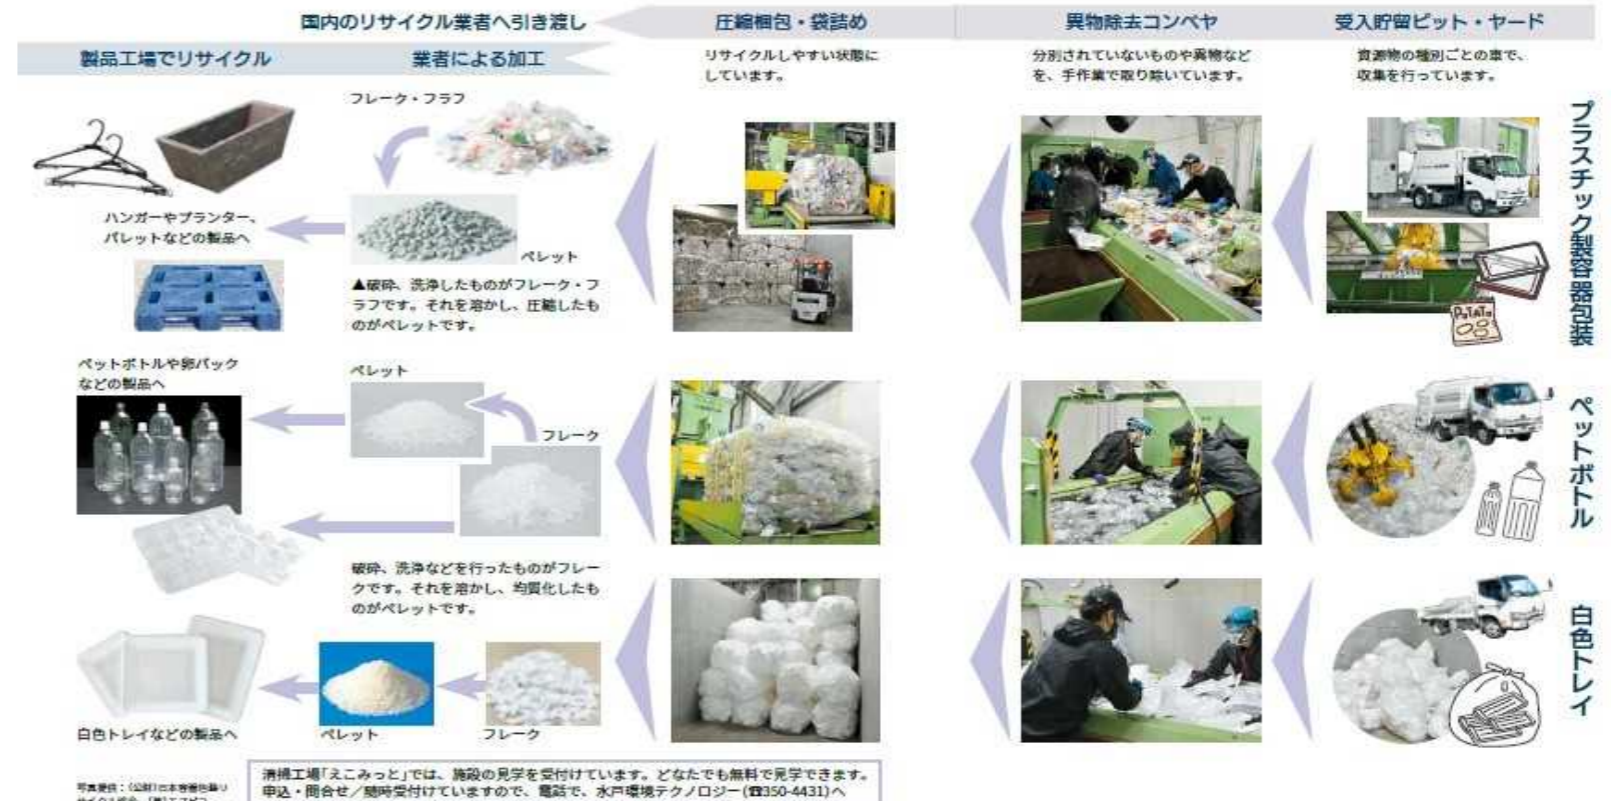 受入貯留ピット・ヤード
資源物の種別ごとの車で、
収集を行っています。
異物除去コンベヤ
分別されていないものや異物など
を、手作業で取り除いています。
圧縮梱包・袋詰め
リサイクルしやすい状態に
しています。
国内のリサイクル業者へ引き渡し
業者による加工
製品工場でリサイクル
プラスチック製容器包装
POTATO
フレーク・フラフ
ペレット
▲破砕、洗浄したものがフレーク・フ
ラフです。それを溶かし、圧縮したも
のがペレットです。
ハンガーやプランター、
パレットなどの製品へ
ペットボトル
ペレット
フレーク
破砕、洗浄などを行ったものがフレー
クです。それを溶かし、均質化したも
のがペレットです。
ペットボトルや卵パック
などの製品へ
白色トレイ
フレーク
ペレット
白色トレイなどの製品へ
写真提供：(公財)日本容器包装リ
清掃工場「えこみっと」では、施設の見学を受付けています。どなたでも無料で見学できます。
申込・問合せ／随時受付けていますので、電話で、水戸環境テクノロジー(☎350-4431)へ